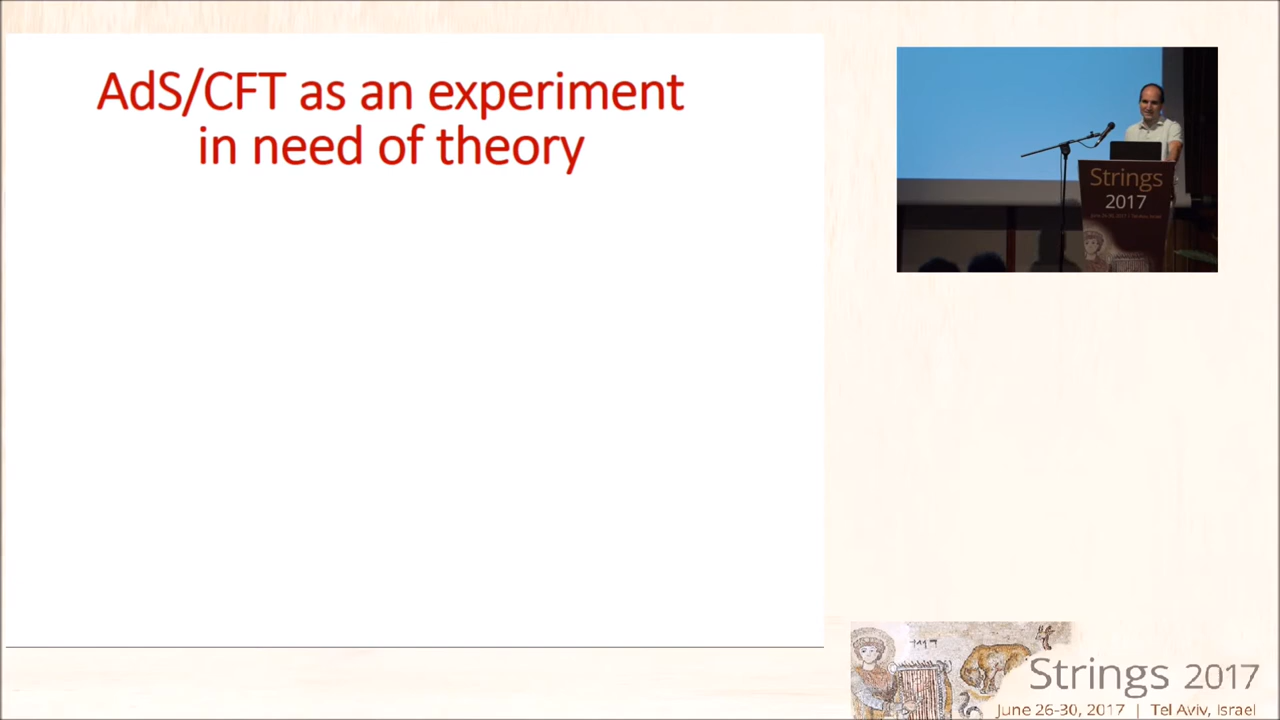 AdS/CFT as an experiment
in need of theory
Strings
2017
Strings 2017
June 26-30, 2017 | Tel Aviv, Israel